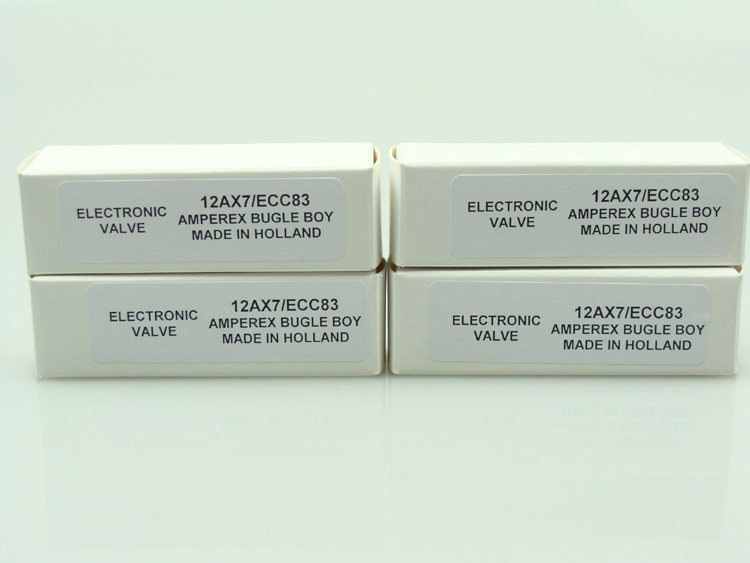 ELECTRONIC
VALVE
12AX7/ECC83
AMPEREX BUGLE BOY
MADE IN HOLLAND
ELECTRONIC
VALVE
12AX7/ECC83
AMPEREX BUGLE BOY
MADE IN HOLLAND
ELECTRONIC
VALVE
12AX7/ECC83
AMPEREX BUGLE BOY
MADE IN HOLLAND
ELECTRONIC
VALVE
12AX7/ECC83
AMPEREX BUGLE BOY
MADE IN HOLLAND